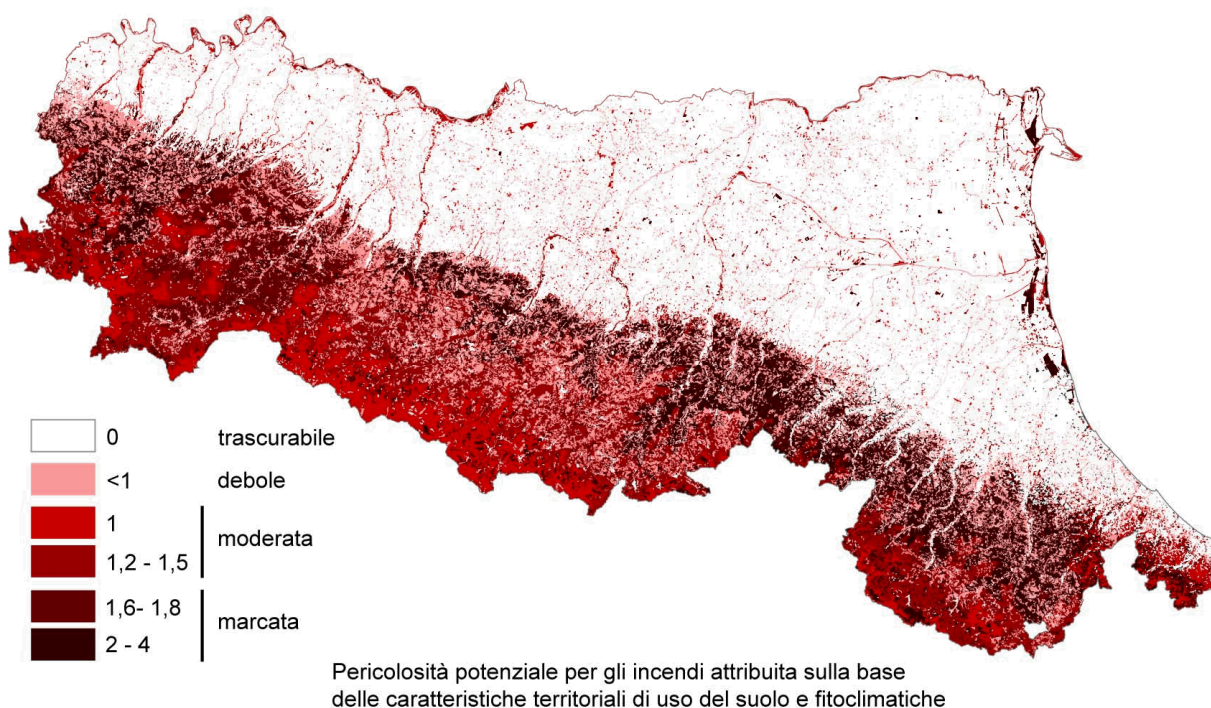 0 trascurabile
<1 debole
1
moderata
1,2 - 1,5
1,6- 1,8
marcata
2 - 4
Pericolosità potenziale per gli incendi attribuita sulla base
delle caratteristiche territoriali di uso del suolo e fitoclimatiche